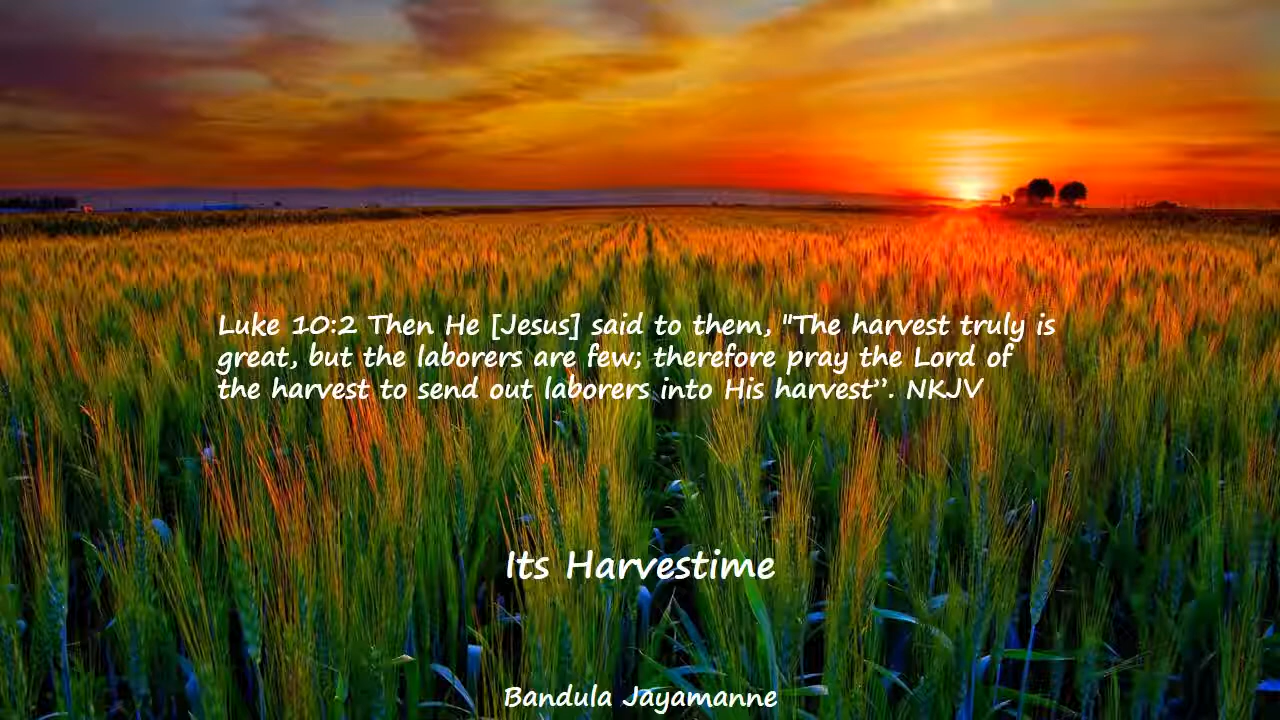 Luke 10:2 Then He [Jesus] said to them, "The harvest truly is
great, but the laborers are few; therefore pray the Lord of
the harvest to send out laborers into His harvest”. NKJV
Its Harvestime
Bandula Jayamanne